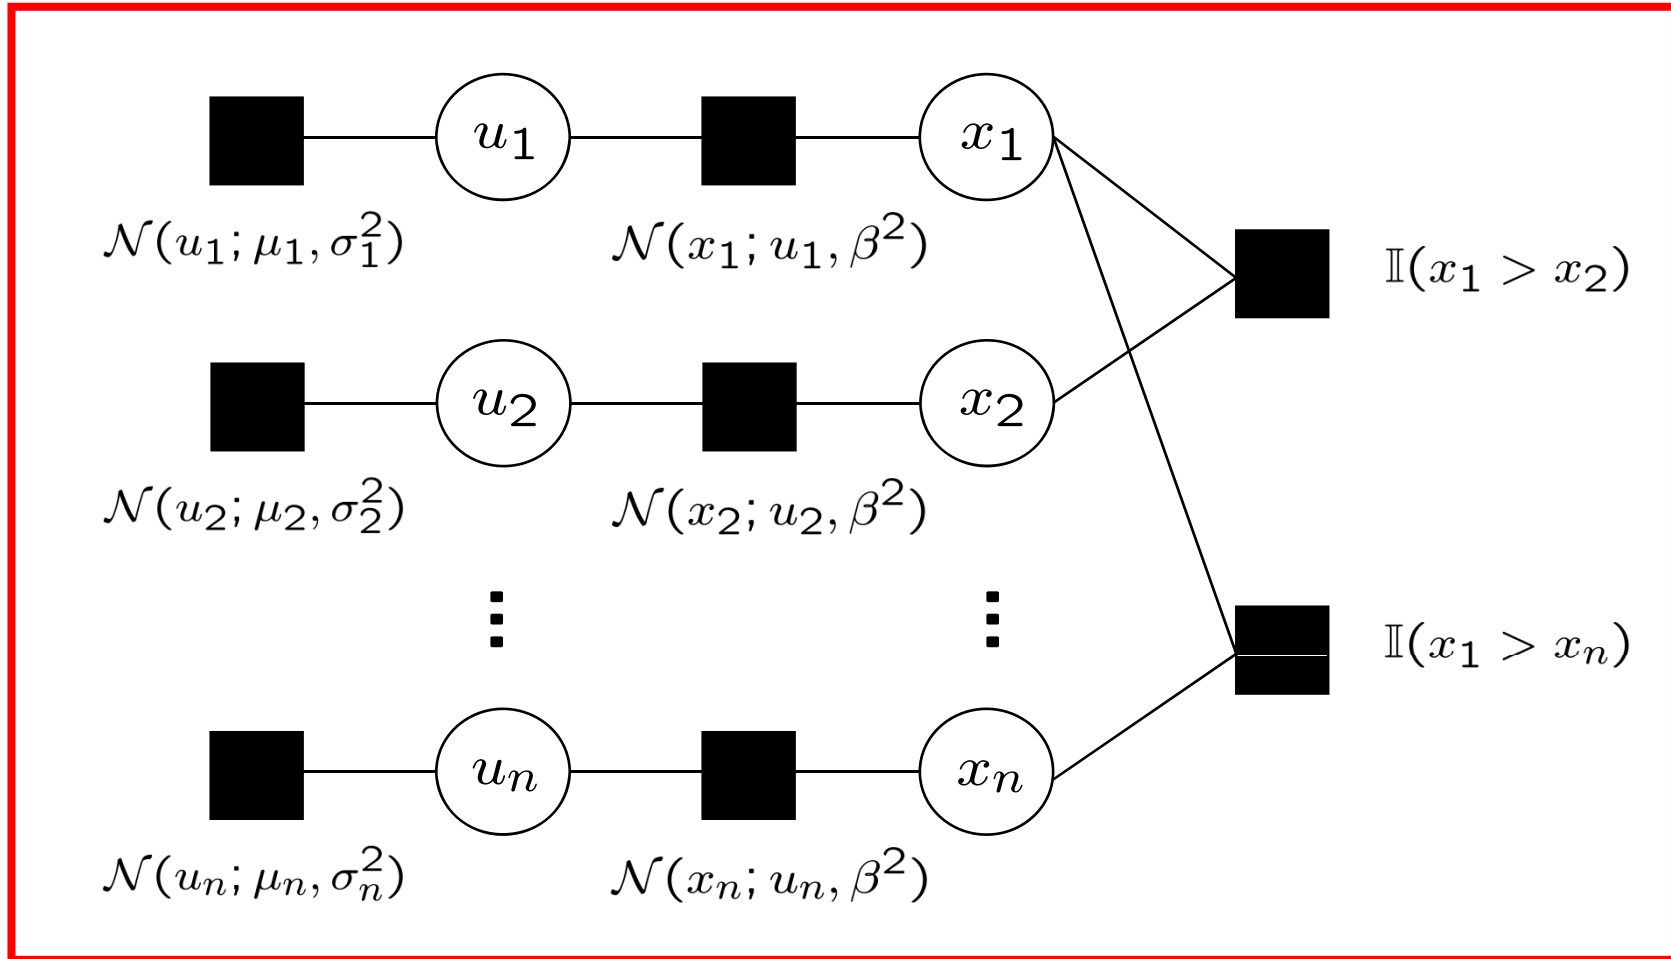 u₁ x₁
𝒩(u₁; μ₁, σ₁²) 𝒩(x₁; u₁, β²)
𝕀(x₁ > x₂)
u₂ x₂
𝒩(u₂; μ₂, σ₂²) 𝒩(x₂; u₂, β²)
⋮ ⋮
𝕀(x₁ > xₙ)
uₙ xₙ
𝒩(uₙ; μₙ, σₙ²) 𝒩(xₙ; uₙ, β²)